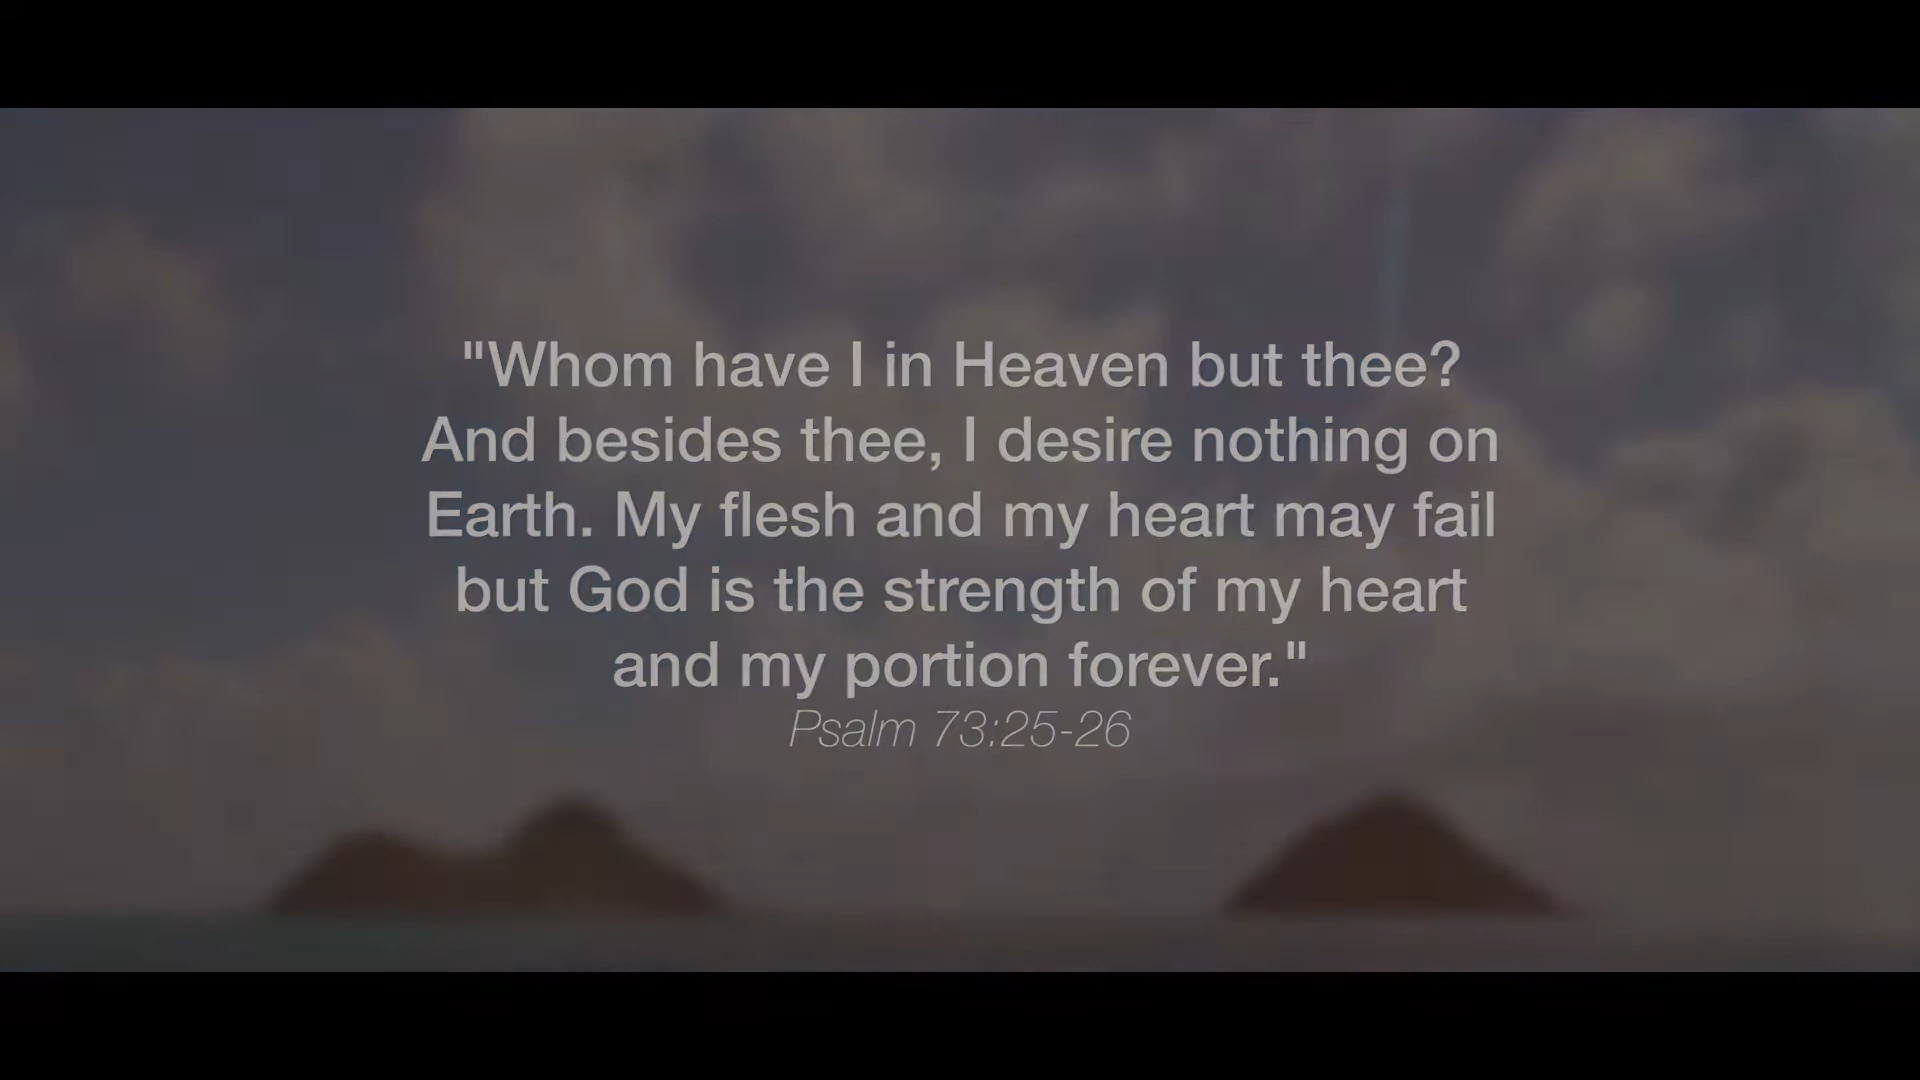 "Whom have I in Heaven but thee?
And besides thee, I desire nothing on
Earth. My flesh and my heart may fail
but God is the strength of my heart
and my portion forever."
Psalm 73:25-26